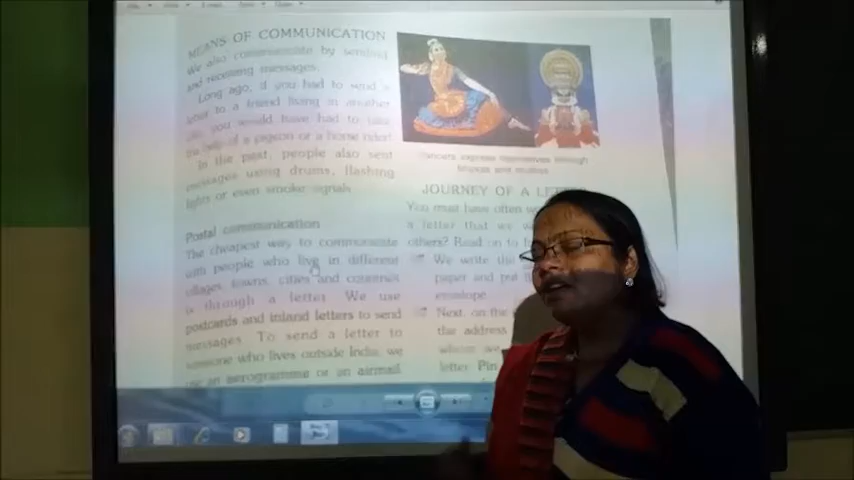 MEANS OF COMMUNICATION
We also communicate by sending
and receiving messages.
Long ago, if you had to send a
to a friend living in another
you would have had to take
the help of a pigeon or a horse rider!
In the past, people also sent
messages using drums, flashing
lights or even smoke signals.
Postal communication
The cheapest way to communicate
with people who live in different
villages, towns, cities and countries
is through a letter. We use
postcards and inland letters to send
messages. To send a letter to
someone who lives outside India, we
use an aerogramme or an airmail
Dancers express themselves through
JOURNEY OF A
You must have often
a letter that we
others? Read on to
We write the
paper and put
envelope
Next, on the
the address
whom we
letter Pin